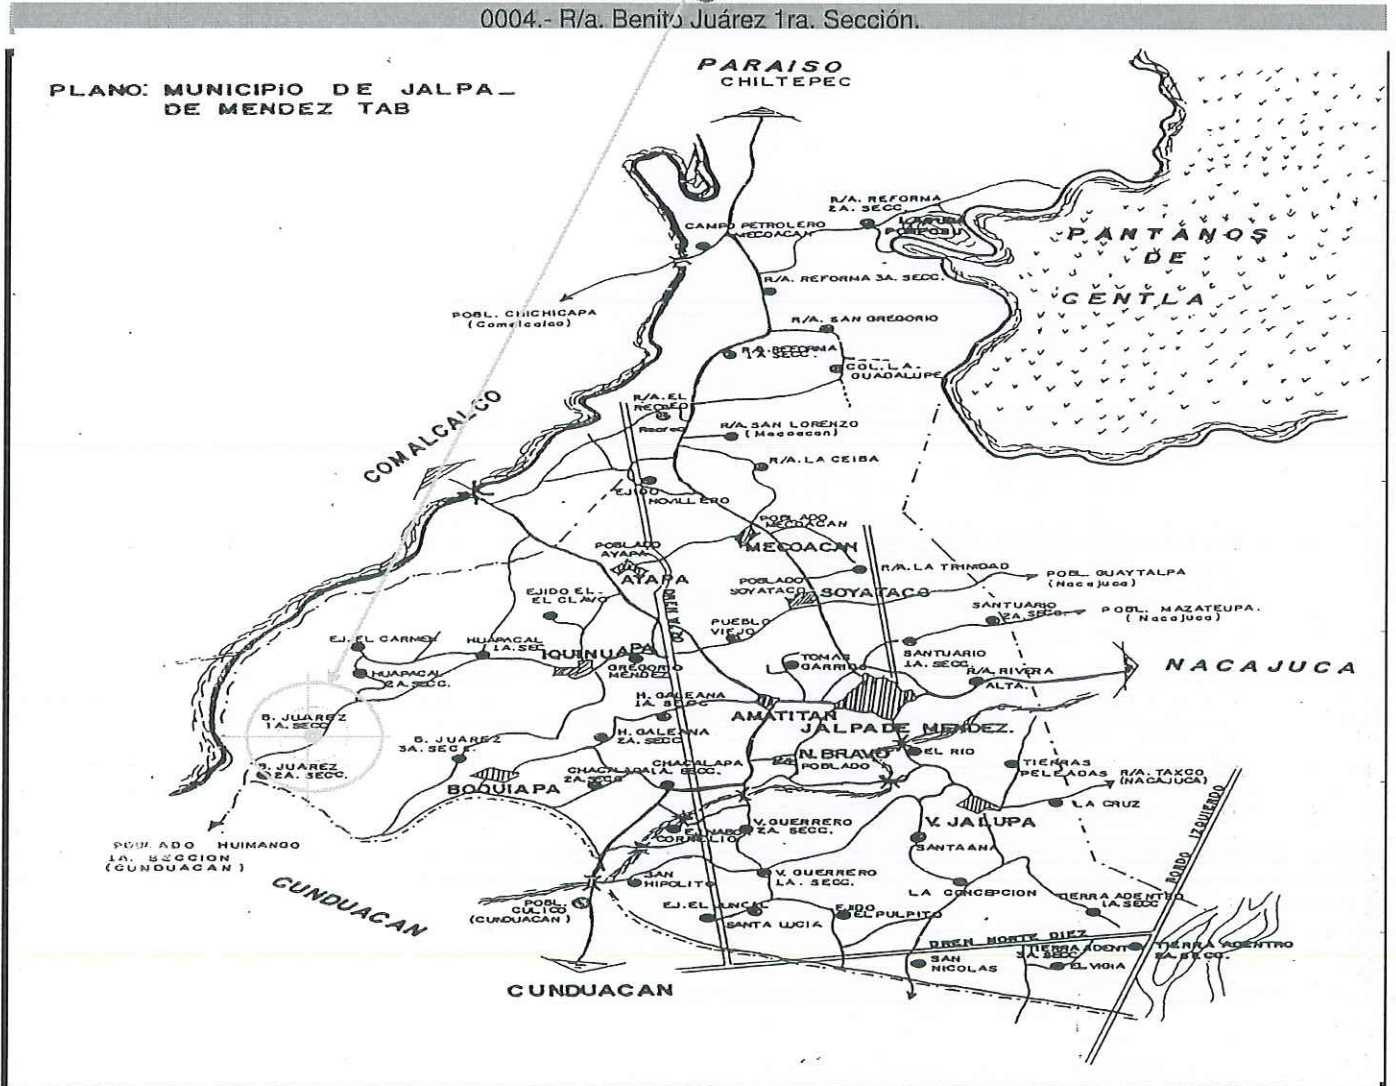 0004.- R/a. Benito Juárez 1ra. Sección.
PLANO: MUNICIPIO DE JALPA_
DE MENDEZ TAB
PARAISO
CHILTEPEC
R/A. REFORMA
2A. SECC.
CAMPO PETROLERO
MECOACAN
PANTANOS
DE
CENTLA
R/A. REFORMA 3A. SECC.
POBL. CHICHICAPA
(Comalcalco)
R/A. SAN GREGORIO
R/A. REFORMA
1A SECC.
COL. LA
GUADALUPE
COMALCALCO
R/A. EL
RECREO
Recreo
R/A. SAN LORENZO
(Mecoacan)
R/A. LA CEIBA
EJIDO
NOVILLERO
POBLADO
MECOACAN
MECOACAN
POBLADO
AYAPA
AYAPA
R/A. LA TRINIDAD
POBL. GUAYTALPA
(Nacajuca)
POBLADO
SOYATACO
SOYATACO
EJIDO EL
EL CLAVO
SANTUARIO
2A. SECC.
POBL. MAZATEUPA.
(Nacajuca)
PUEBLO
VIEJO
EJ. EL CARMEN
HUAPACAL
1A. SEC
IQUINUAPA
GREGORIO
MENDEZ
TOMAS
GARRIDO
SANTUARIO
1A. SECC.
R/A. RIVERA
ALTA.
NACAJUCA
HUAPACAL
2A. SECC.
H. GALEANA
1A. SECC
AMATITAN
JALPA DE MENDEZ.
B. JUAREZ
1A. SECC
B. JUAREZ
3A. SECC.
H. GALEANA
2A. SECC
N. BRAVO
POBLADO
EL RIO
B. JUAREZ
2A. SECC.
CHACALAPA
2A. SECC
CHACALAPA
1A. SECC.
BOQUIAPA
TIERRAS
PELEADAS
R/A. TAXCO
(NACAJUCA)
LA CRUZ
V. JALUPA
V. GUERRERO
2A. SECC.
SANTA ANA
BORDO IZQUIERDO
POBLADO HUIMANGO
1A. SECCION
(CUNDUACAN)
CUNDUACAN
SAN
HIPOLITO
V. GUERRERO
1A. SECC.
LA CONCEPCION
TIERRA ADENTRO
1A. SECC
POBL.
CULICO
(CUNDUACAN)
EJ. EL JUNCAL
SANTA LUCIA
EJIDO
EL PULPITO
DREN NORTE DIEZ
TIERRA ADENT
3A. SECC
TIERRA ADENTRO
2A. SECC.
SAN
NICOLAS
EL VIGIA
CUNDUACAN